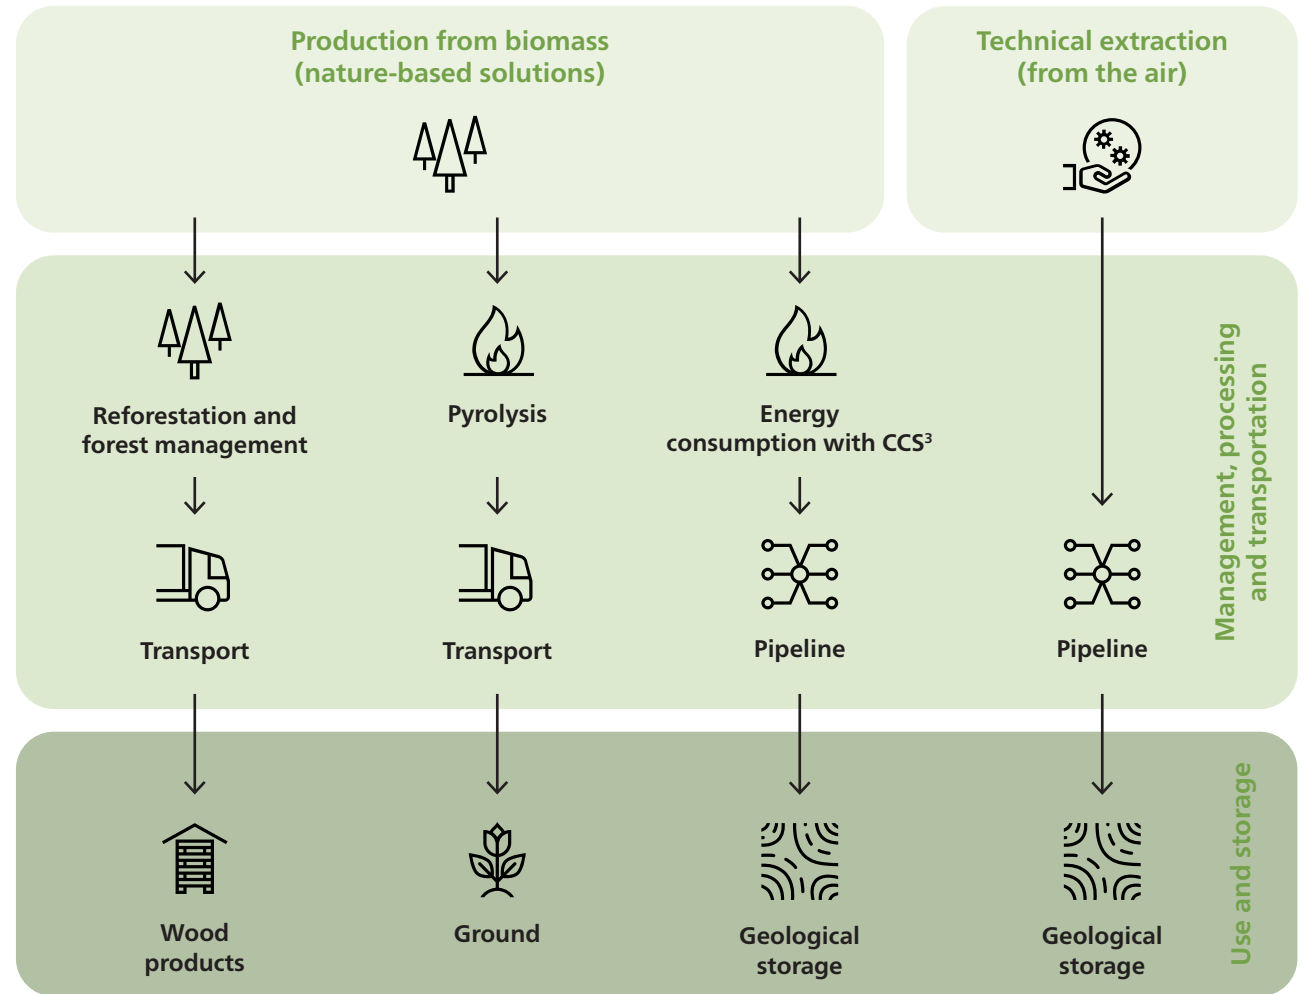 Production from biomass
(nature-based solutions)
Technical extraction
(from the air)
Reforestation and
forest management
Pyrolysis
Energy
consumption with CCS³
Management, processing
and transportation
Transport
Transport
Pipeline
Pipeline
Use and storage
Wood
products
Ground
Geological
storage
Geological
storage